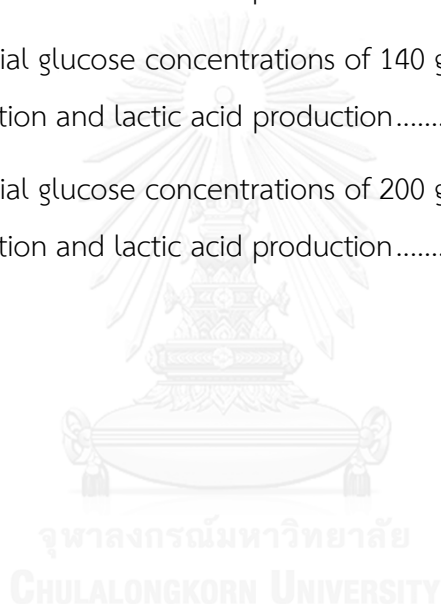 ial glucose concentrations of 140 g
tion and lactic acid production.......
ial glucose concentrations of 200 g
tion and lactic acid production.......
จุฬาลงกรณ์มหาวิทยาลัย
CHULALONGKORN UNIVERSITY